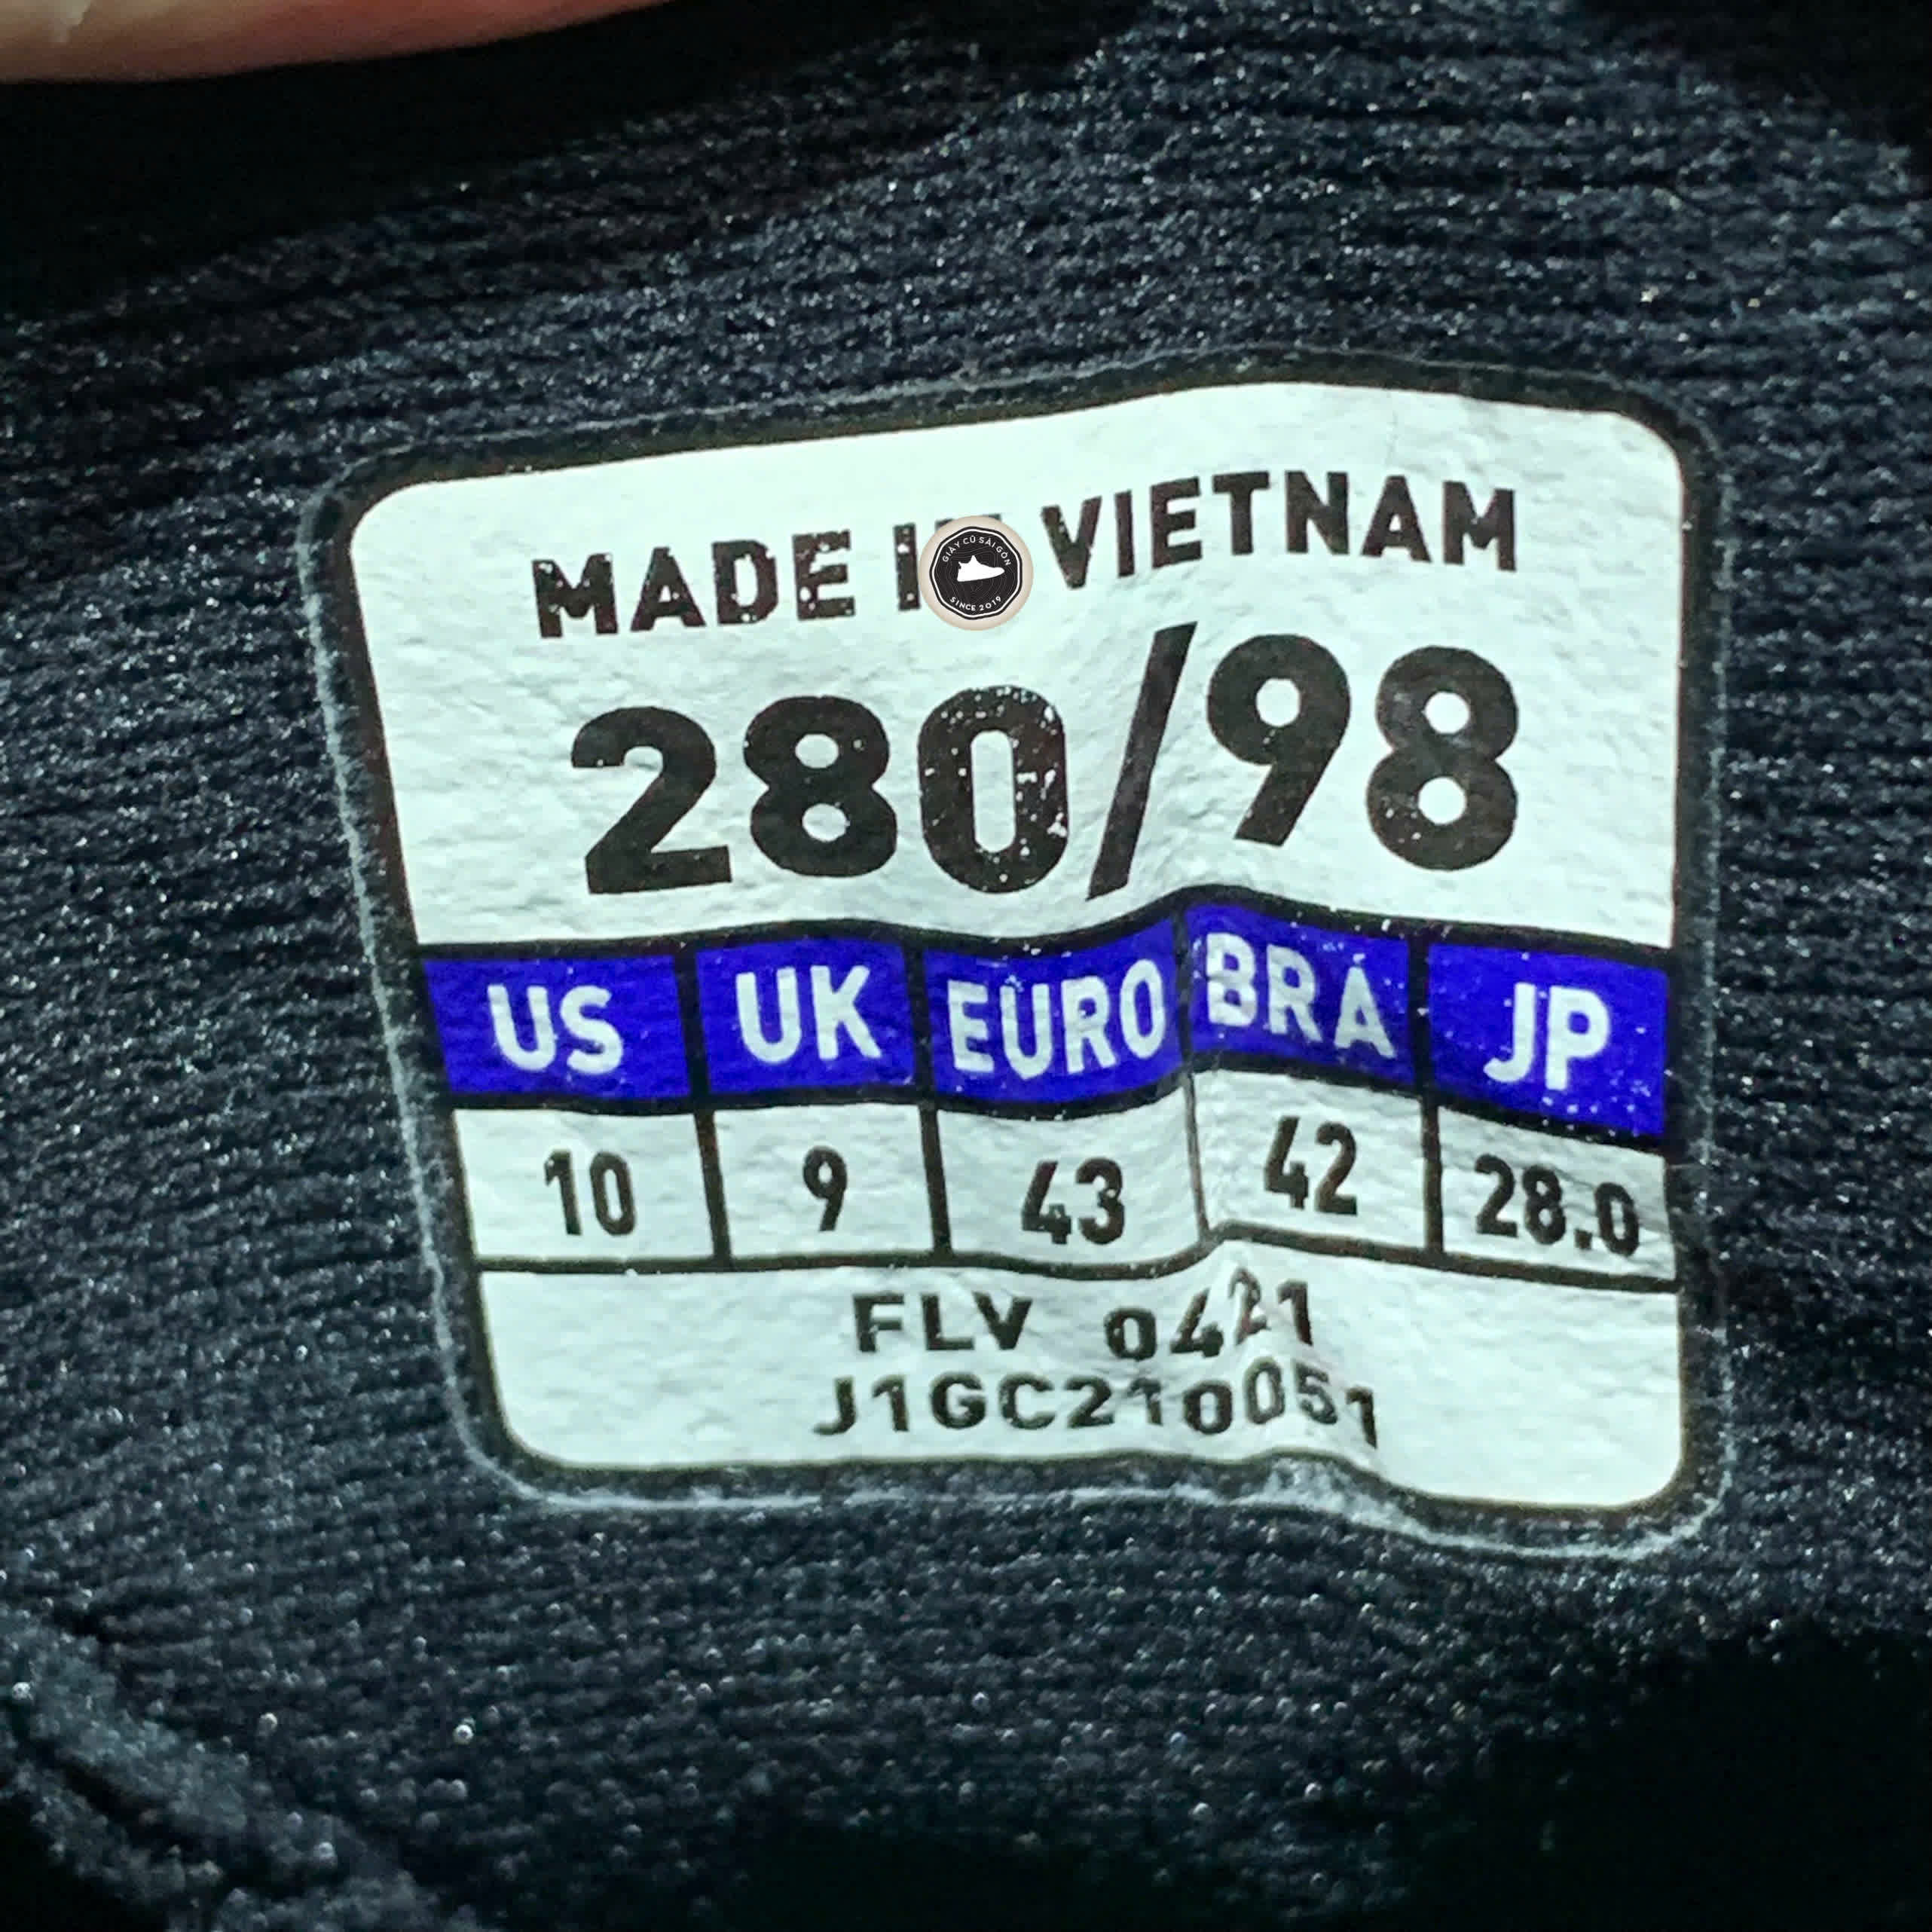 MADE IN VIETNAM
GIÀY CŨ SÀI GÒN
SINCE 2019
280/98
US UK EURO BRA JP
10 9 43 42 28.0
FLV 0421
J1GC210051